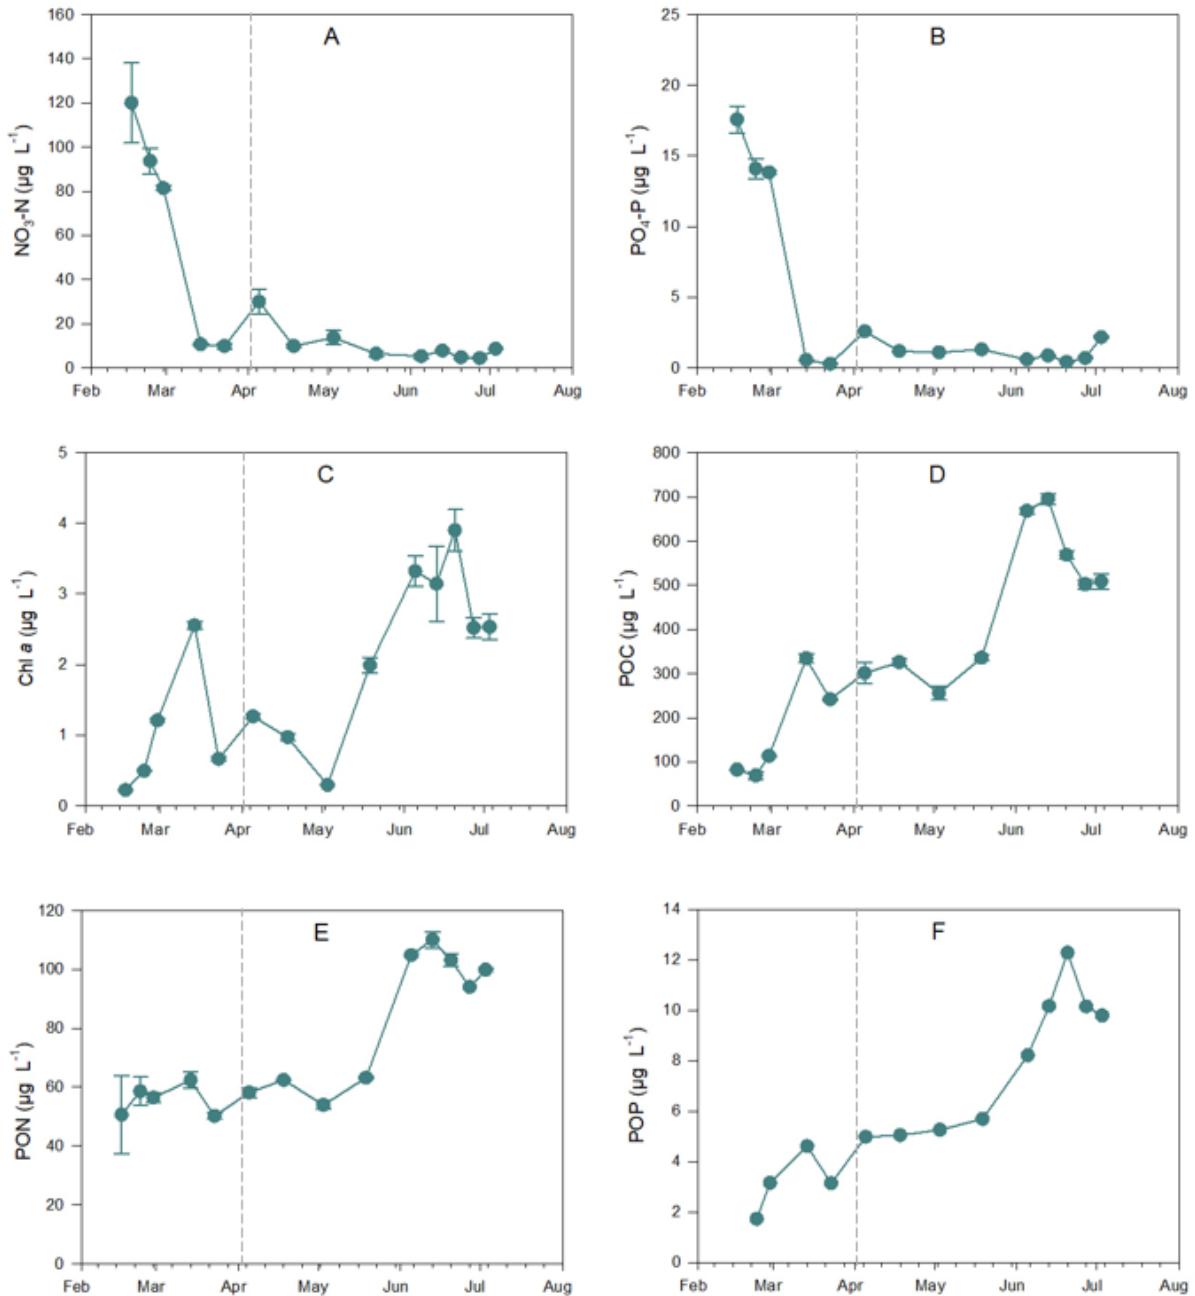 A
NO₃-N (µg L⁻¹)
160
140
120
100
80
60
40
20
0
Feb Mar Apr May Jun Jul Aug
B
PO₄-P (µg L⁻¹)
25
20
15
10
5
0
Feb Mar Apr May Jun Jul Aug
C
Chl a (µg L⁻¹)
5
4
3
2
1
0
Feb Mar Apr May Jun Jul Aug
D
POC (µg L⁻¹)
800
700
600
500
400
300
200
100
0
Feb Mar Apr May Jun Jul Aug
E
PON (µg L⁻¹)
120
100
80
60
40
20
0
Feb Mar Apr May Jun Jul Aug
F
POP (µg L⁻¹)
14
12
10
8
6
4
2
0
Feb Mar Apr May Jun Jul Aug